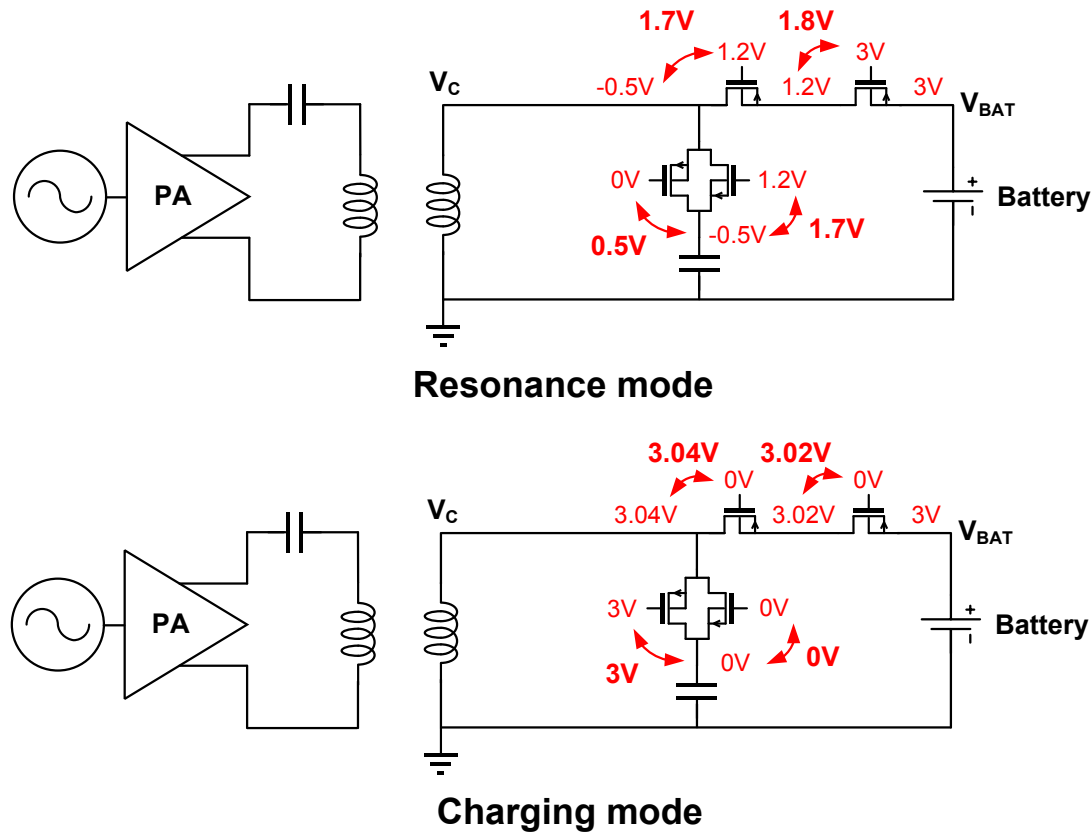 1.7V 1.8V
1.2V 3V
V_C -0.5V 1.2V 3V V_BAT
PA 0V 1.2V Battery
+
0.5V -0.5V 1.7V
Resonance mode
3.04V 3.02V
0V 0V
V_C 3.04V 3.02V 3V V_BAT
PA 3V 0V Battery
+
3V 0V 0V
Charging mode